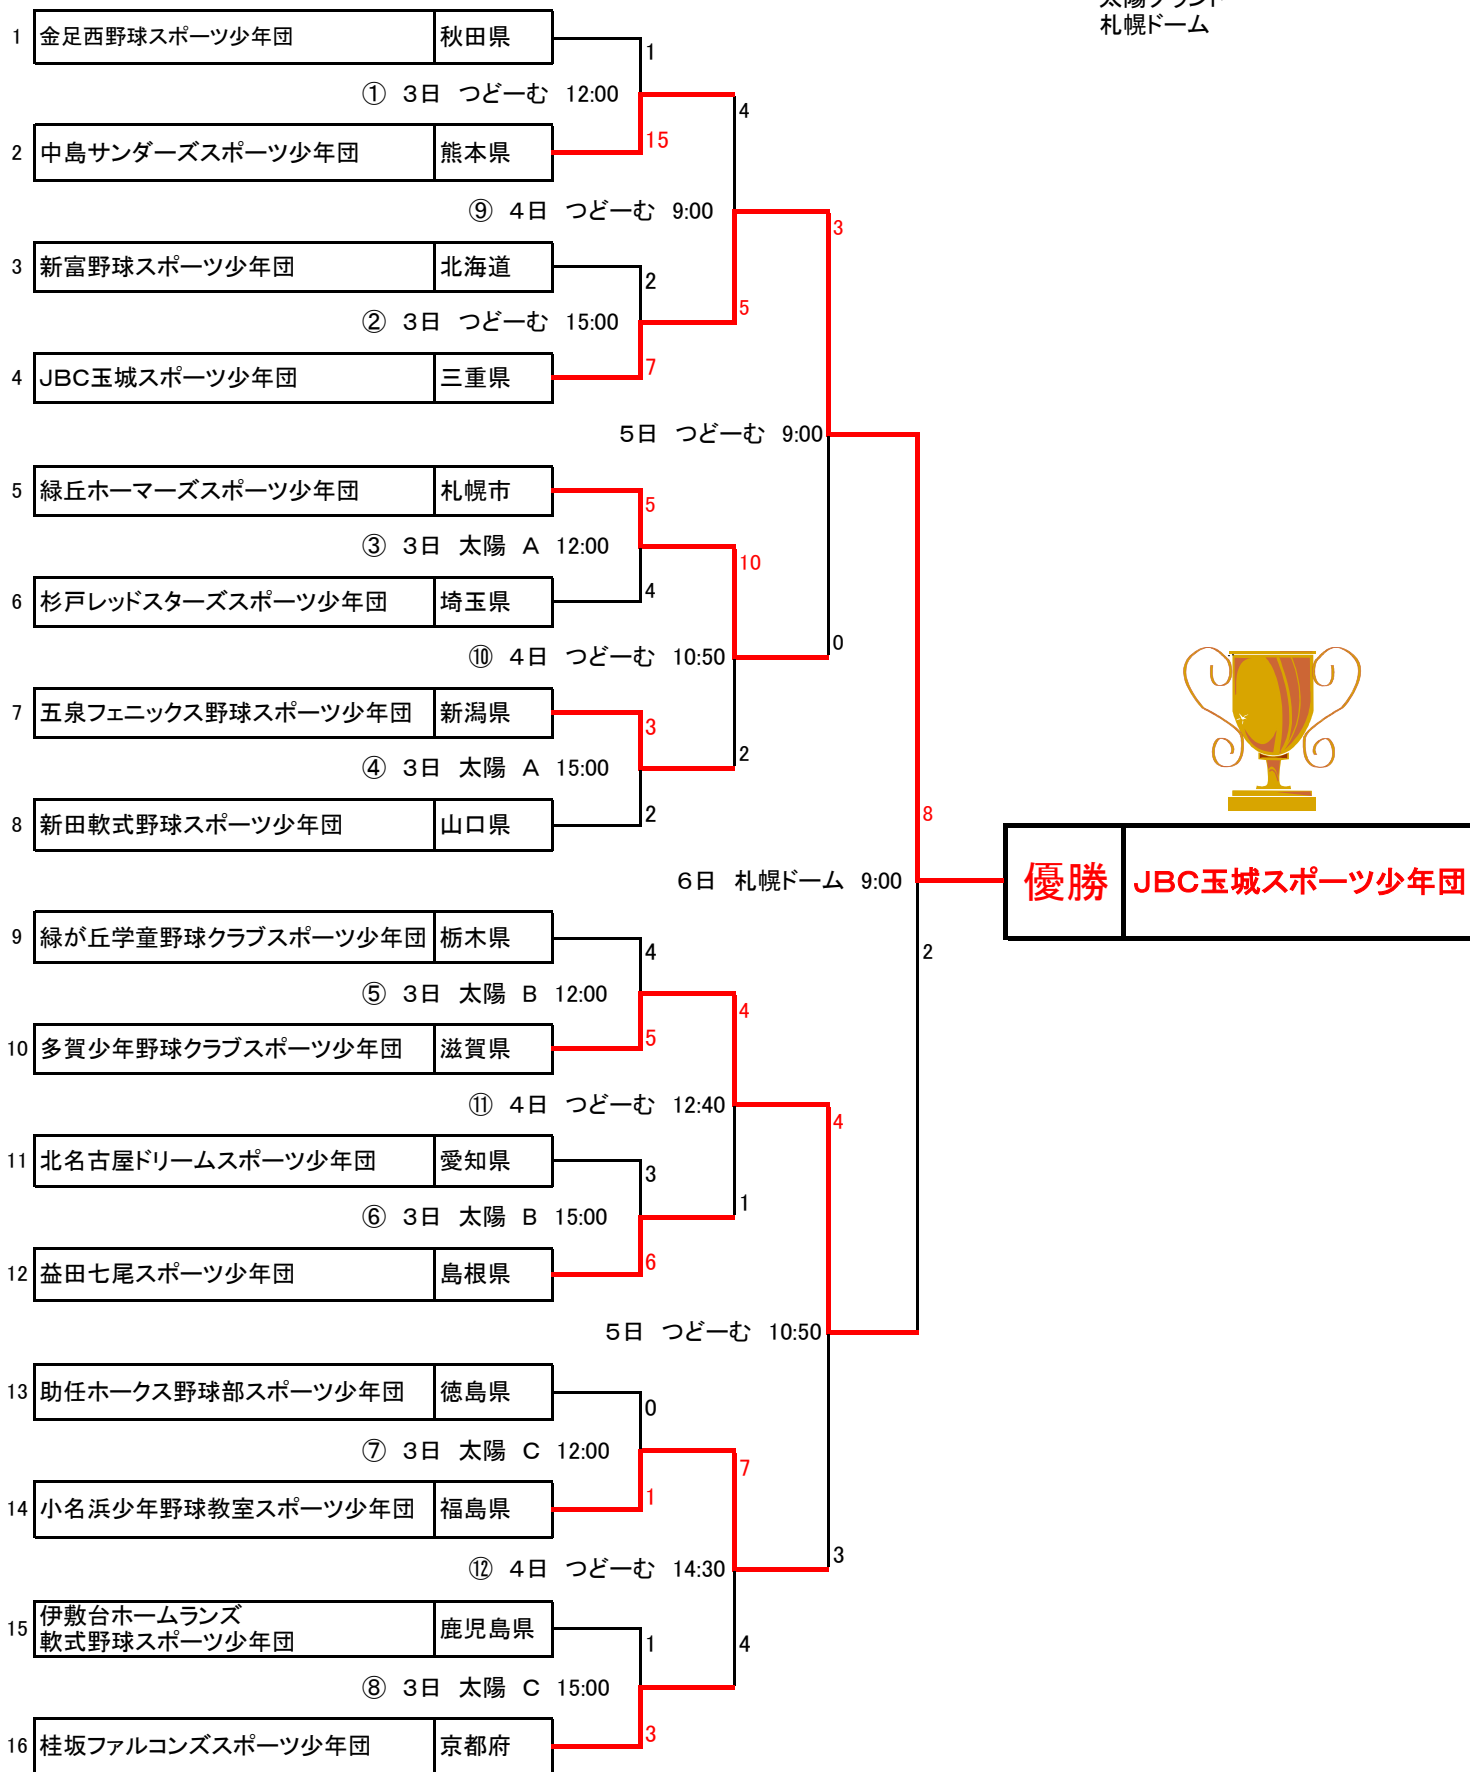 太陽グランド
札幌ドーム
1 金足西野球スポーツ少年団 秋田県
1
① 3日 つどーむ 12:00
4
15
2 中島サンダーズスポーツ少年団 熊本県
⑨ 4日 つどーむ 9:00
3
3 新富野球スポーツ少年団 北海道
2
5
② 3日 つどーむ 15:00
7
4 JBC玉城スポーツ少年団 三重県
5日 つどーむ 9:00
5 緑丘ホーマーズスポーツ少年団 札幌市
5
③ 3日 太陽 A 12:00
10
4
6 杉戸レッドスターズスポーツ少年団 埼玉県
0
⑩ 4日 つどーむ 10:50
7 五泉フェニックス野球スポーツ少年団 新潟県
3
2
④ 3日 太陽 A 15:00
2
8
8 新田軟式野球スポーツ少年団 山口県
6日 札幌ドーム 9:00
優勝 JBC玉城スポーツ少年団
9 緑が丘学童野球クラブスポーツ少年団 栃木県
4
2
⑤ 3日 太陽 B 12:00
4
5
10 多賀少年野球クラブスポーツ少年団 滋賀県
⑪ 4日 つどーむ 12:40
4
11 北名古屋ドリームスポーツ少年団 愛知県
3
1
⑥ 3日 太陽 B 15:00
6
12 益田七尾スポーツ少年団 島根県
5日 つどーむ 10:50
13 助任ホークス野球部スポーツ少年団 徳島県
0
⑦ 3日 太陽 C 12:00
7
1
14 小名浜少年野球教室スポーツ少年団 福島県
3
⑫ 4日 つどーむ 14:30
15 伊敷台ホームランズ
軟式野球スポーツ少年団 鹿児島県
1
4
⑧ 3日 太陽 C 15:00
3
16 桂坂ファルコンズスポーツ少年団 京都府